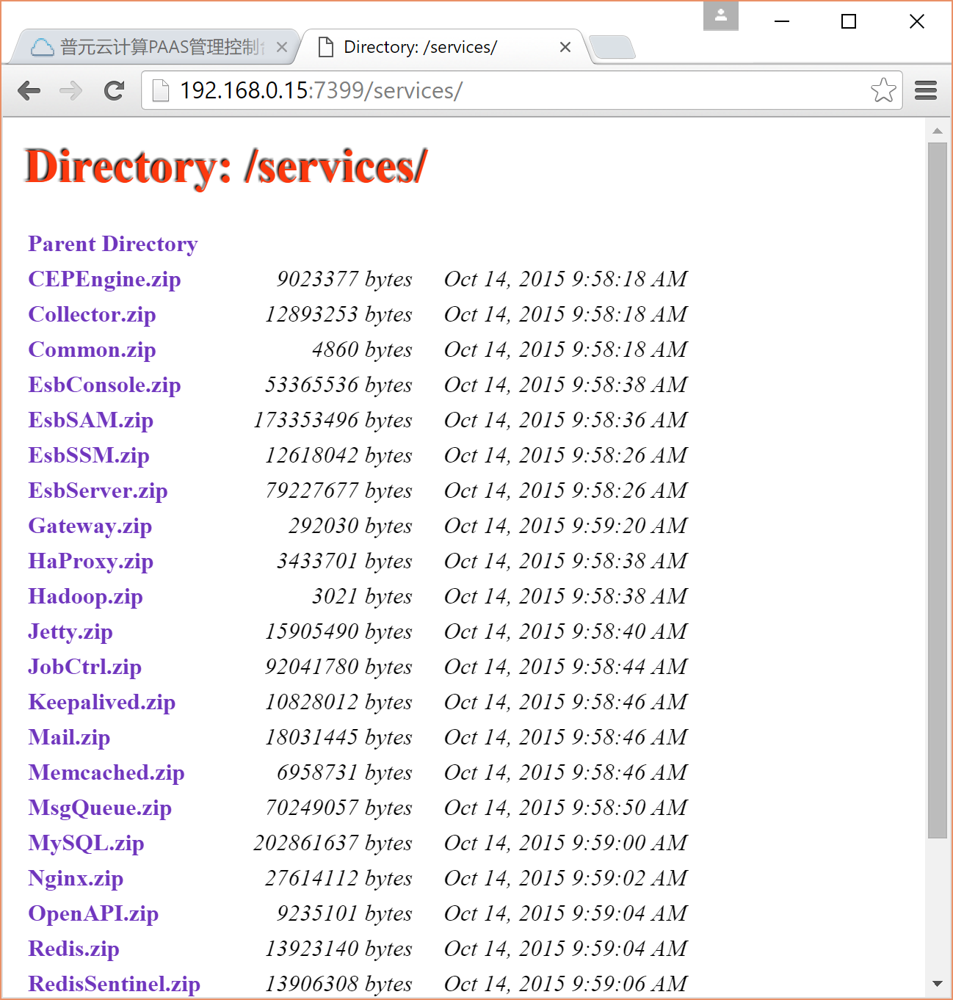 普元云计算PAAS管理控制
Directory: /services/
192.168.0.15:7399/services/
Directory: /services/
Parent Directory
CEPEngine.zip 9023377 bytes Oct 14, 2015 9:58:18 AM
Collector.zip 12893253 bytes Oct 14, 2015 9:58:18 AM
Common.zip 4860 bytes Oct 14, 2015 9:58:18 AM
EsbConsole.zip 53365536 bytes Oct 14, 2015 9:58:38 AM
EsbSAM.zip 173353496 bytes Oct 14, 2015 9:58:36 AM
EsbSSM.zip 12618042 bytes Oct 14, 2015 9:58:26 AM
EsbServer.zip 79227677 bytes Oct 14, 2015 9:58:26 AM
Gateway.zip 292030 bytes Oct 14, 2015 9:59:20 AM
HaProxy.zip 3433701 bytes Oct 14, 2015 9:58:38 AM
Hadoop.zip 3021 bytes Oct 14, 2015 9:58:38 AM
Jetty.zip 15905490 bytes Oct 14, 2015 9:58:40 AM
JobCtrl.zip 92041780 bytes Oct 14, 2015 9:58:44 AM
Keepalived.zip 10828012 bytes Oct 14, 2015 9:58:46 AM
Mail.zip 18031445 bytes Oct 14, 2015 9:58:46 AM
Memcached.zip 6958731 bytes Oct 14, 2015 9:58:46 AM
MsgQueue.zip 70249057 bytes Oct 14, 2015 9:58:50 AM
MySQL.zip 202861637 bytes Oct 14, 2015 9:59:00 AM
Nginx.zip 27614112 bytes Oct 14, 2015 9:59:02 AM
OpenAPI.zip 9235101 bytes Oct 14, 2015 9:59:04 AM
Redis.zip 13923140 bytes Oct 14, 2015 9:59:04 AM
RedisSentinel.zip 13906308 bytes Oct 14, 2015 9:59:06 AM